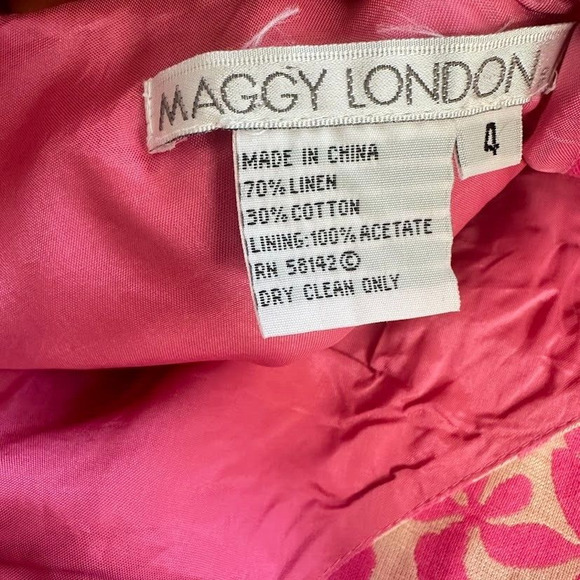 MAGGY LONDON
4
MADE IN CHINA
70% LINEN
30% COTTON
LINING:100% ACETATE
RN 58142©
DRY CLEAN ONLY